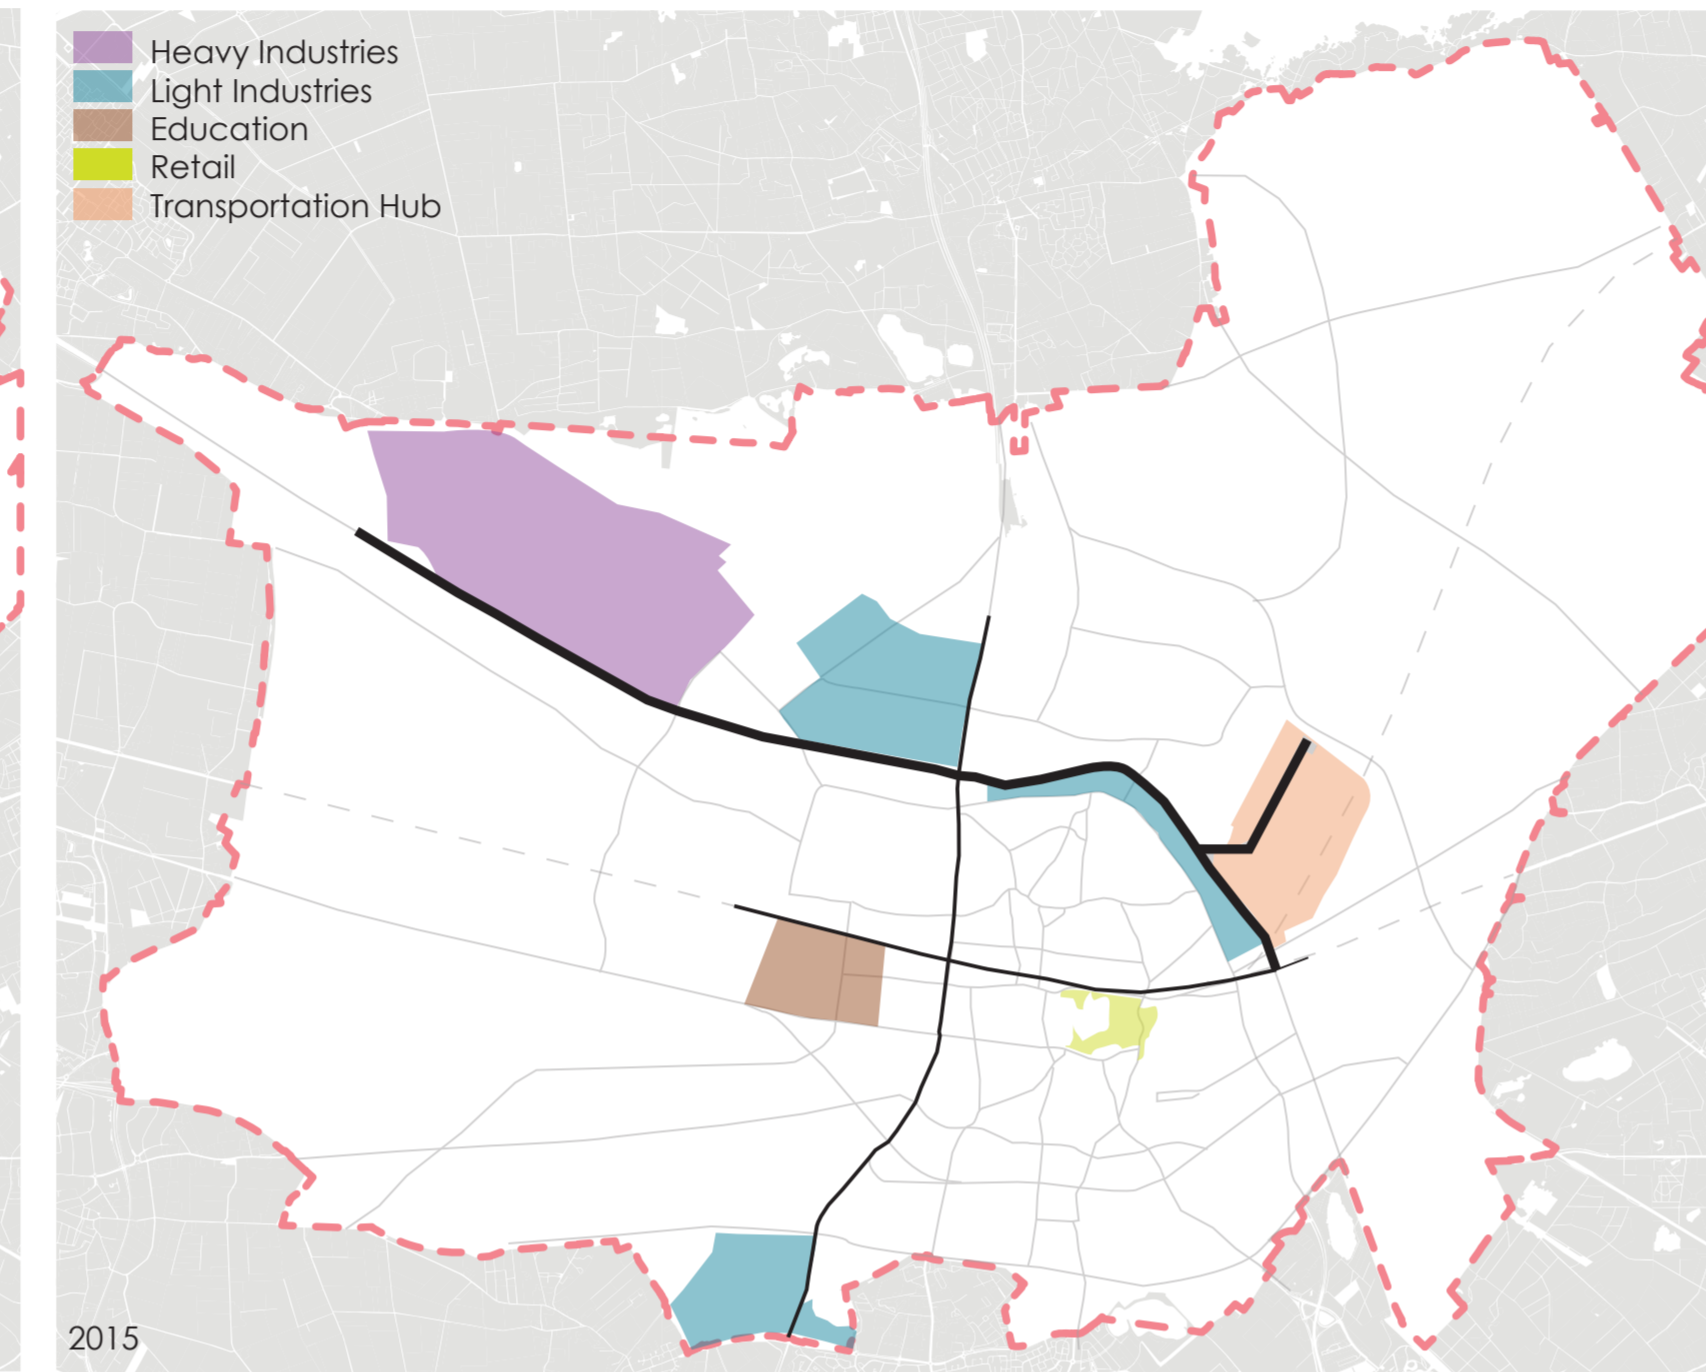 Heavy Industries
Light Industries
Education
Retail
Transportation Hub
2015